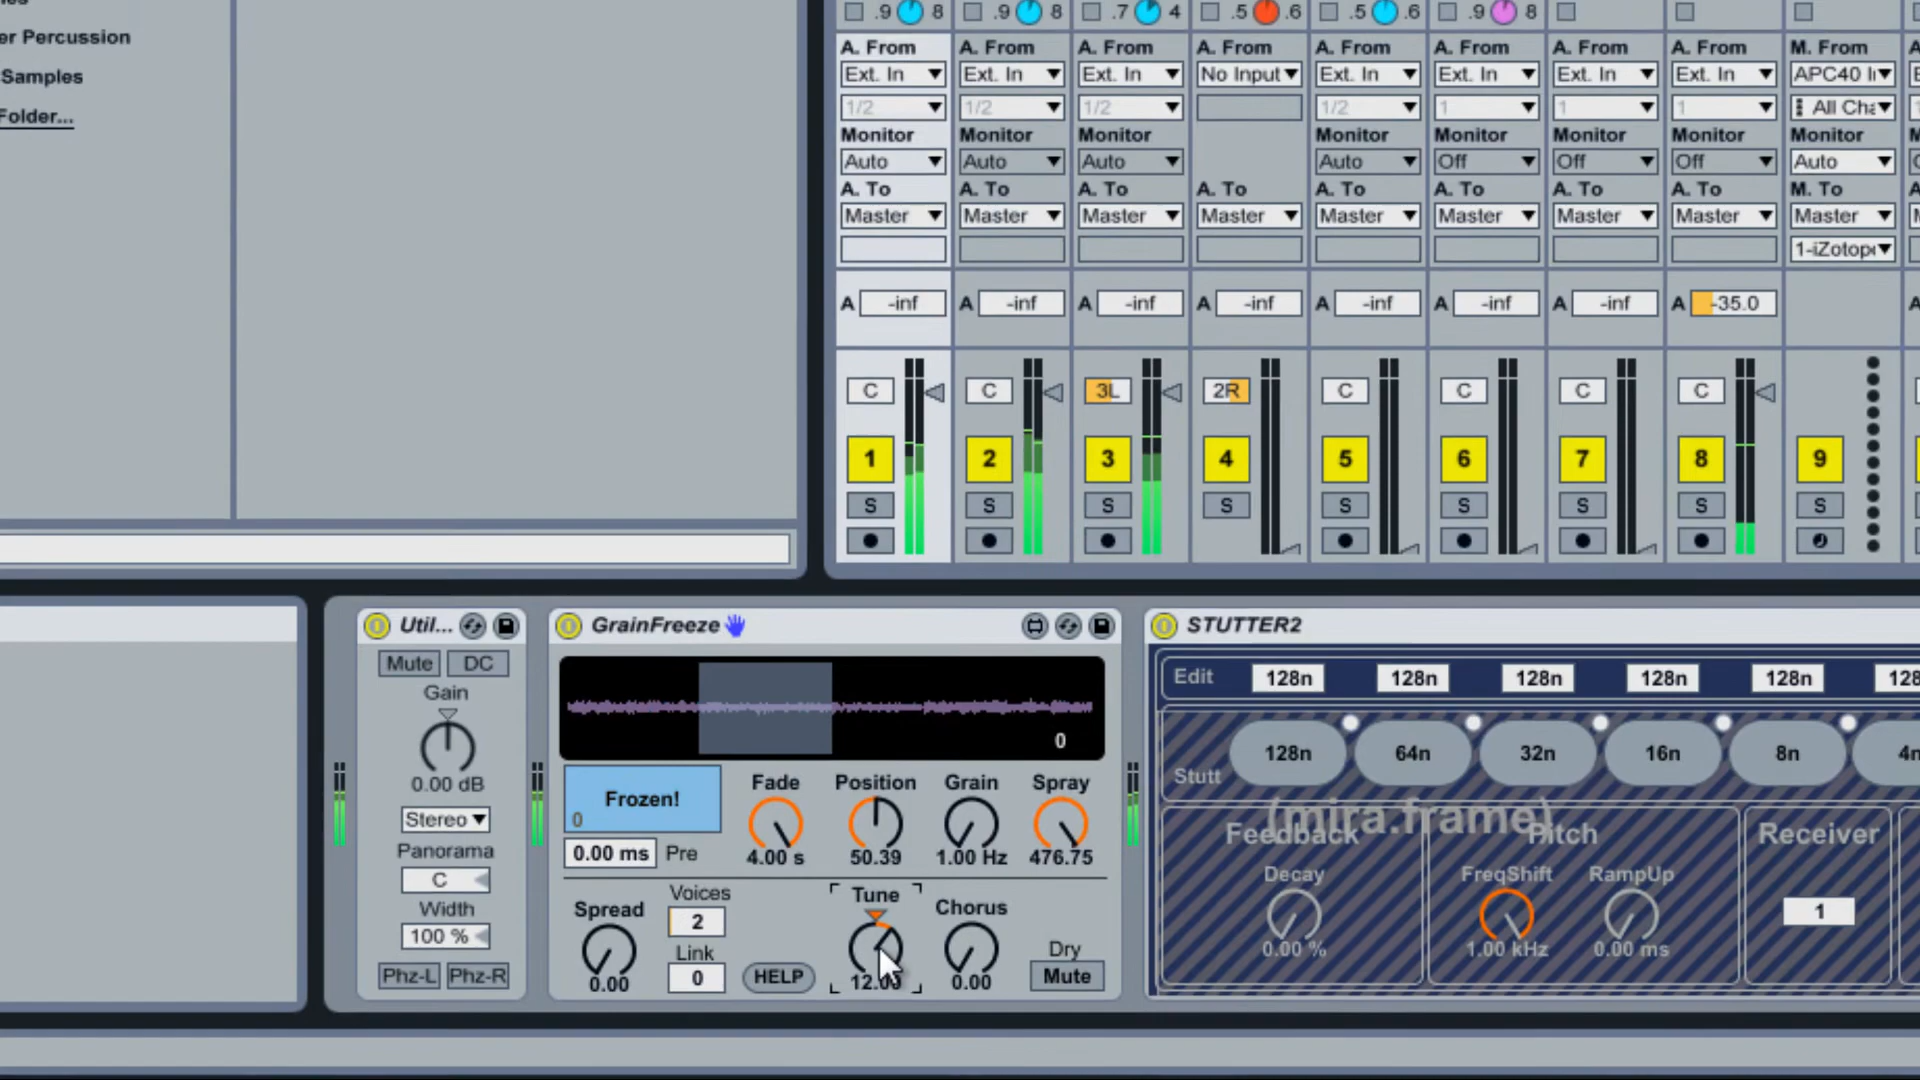 er Percussion
Samples
Folder...
.9 8 .9 8 .7 4 .5 .6 .5 .6 .9 8
A. From A. From A. From A. From A. From A. From A. From A. From M. From
Ext. In Ext. In Ext. In No Input Ext. In Ext. In Ext. In Ext. In APC40 I
1/2 1/2 1/2 1/2 1 1 1 All Cha
Monitor Monitor Monitor Monitor Monitor Monitor Monitor Monitor
Auto Auto Auto Auto Off Off Off Auto
A. To A. To A. To A. To A. To A. To A. To A. To M. To
Master Master Master Master Master Master Master Master Master
1-iZotop
A -inf A -inf A -inf A -inf A -inf A -inf A -inf A -35.0
C C 3L 2R C C C C
1 2 3 4 5 6 7 8 9
S S S S S S S S S
Util... GrainFreeze STUTTER2
Mute DC
Gain
0.00 dB
Stereo
Panorama
C
Width
100 %
Phz-L Phz-R
0
Frozen!
0
Fade Position Grain Spray
4.00 s 50.39 1.00 Hz 476.75
0.00 ms Pre
Spread Voices Tune Chorus
2
Link
0
0.00 HELP 0.00
Dry
Mute
Edit 128n 128n 128n 128n 128n 128
Stutt 128n 64n 32n 16n 8n
(mira.frame)
Feedback Pitch Receiver
Decay FreqShift RampUp
0.00 % 1.00 kHz 0.00 ms
1